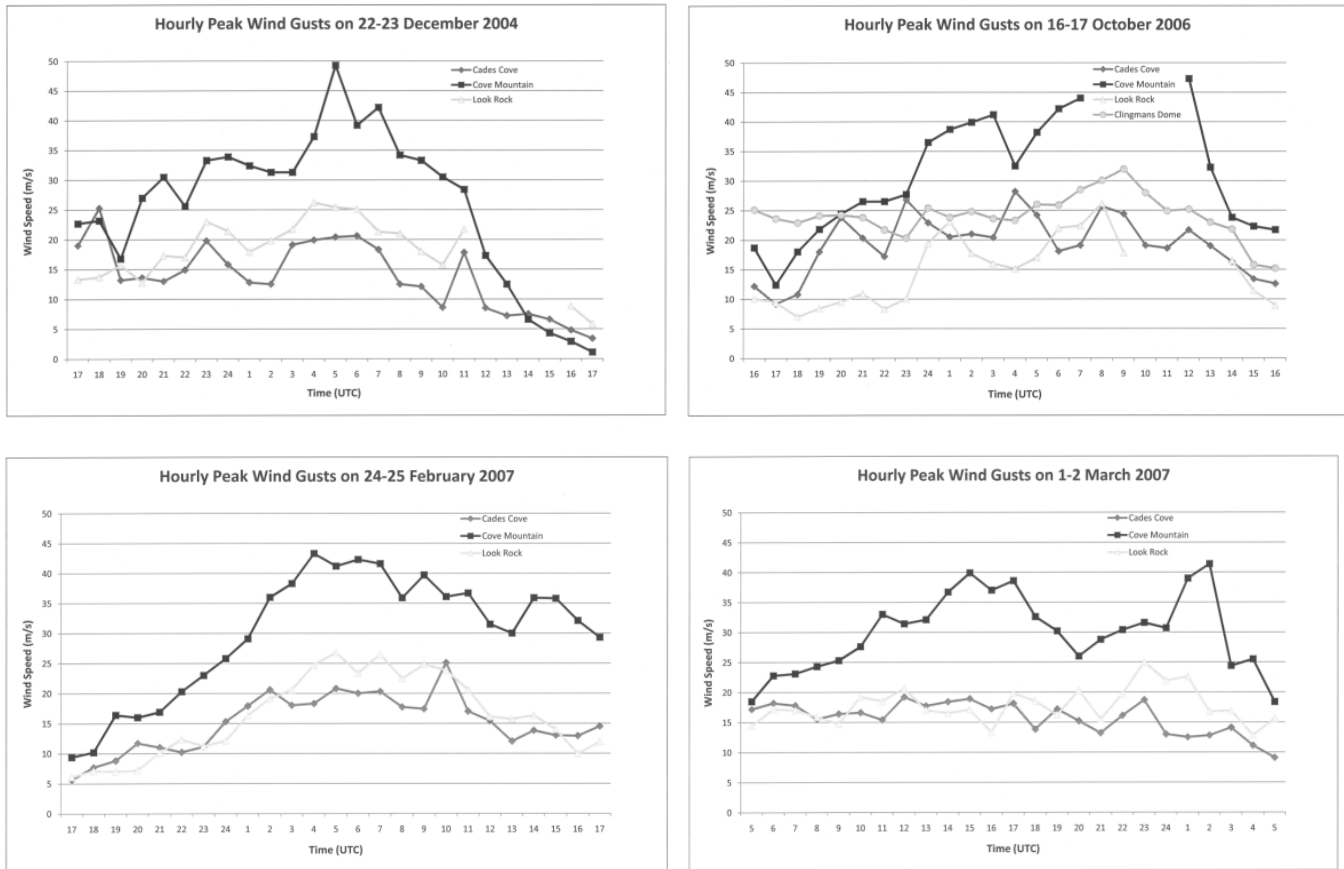 Hourly Peak Wind Gusts on 22-23 December 2004
50
45
40
35
30
25
20
15
10
5
0
Wind Speed (m/s)
Cades Cove
Cove Mountain
Look Rock
17 18 19 20 21 22 23 24 1 2 3 4 5 6 7 8 9 10 11 12 13 14 15 16 17
Time (UTC)
Hourly Peak Wind Gusts on 16-17 October 2006
50
45
40
35
30
25
20
15
10
5
0
Wind Speed (m/s)
Cades Cove
Cove Mountain
Look Rock
Clingmans Dome
16 17 18 19 20 21 22 23 24 1 2 3 4 5 6 7 8 9 10 11 12 13 14 15 16
Time (UTC)
Hourly Peak Wind Gusts on 24-25 February 2007
50
45
40
35
30
25
20
15
10
5
0
Wind Speed (m/s)
Cades Cove
Cove Mountain
Look Rock
17 18 19 20 21 22 23 24 1 2 3 4 5 6 7 8 9 10 11 12 13 14 15 16 17
Time (UTC)
Hourly Peak Wind Gusts on 1-2 March 2007
50
45
40
35
30
25
20
15
10
5
0
Wind Speed (m/s)
Cades Cove
Cove Mountain
Look Rock
5 6 7 8 9 10 11 12 13 14 15 16 17 18 19 20 21 22 23 24 1 2 3 4 5
Time (UTC)